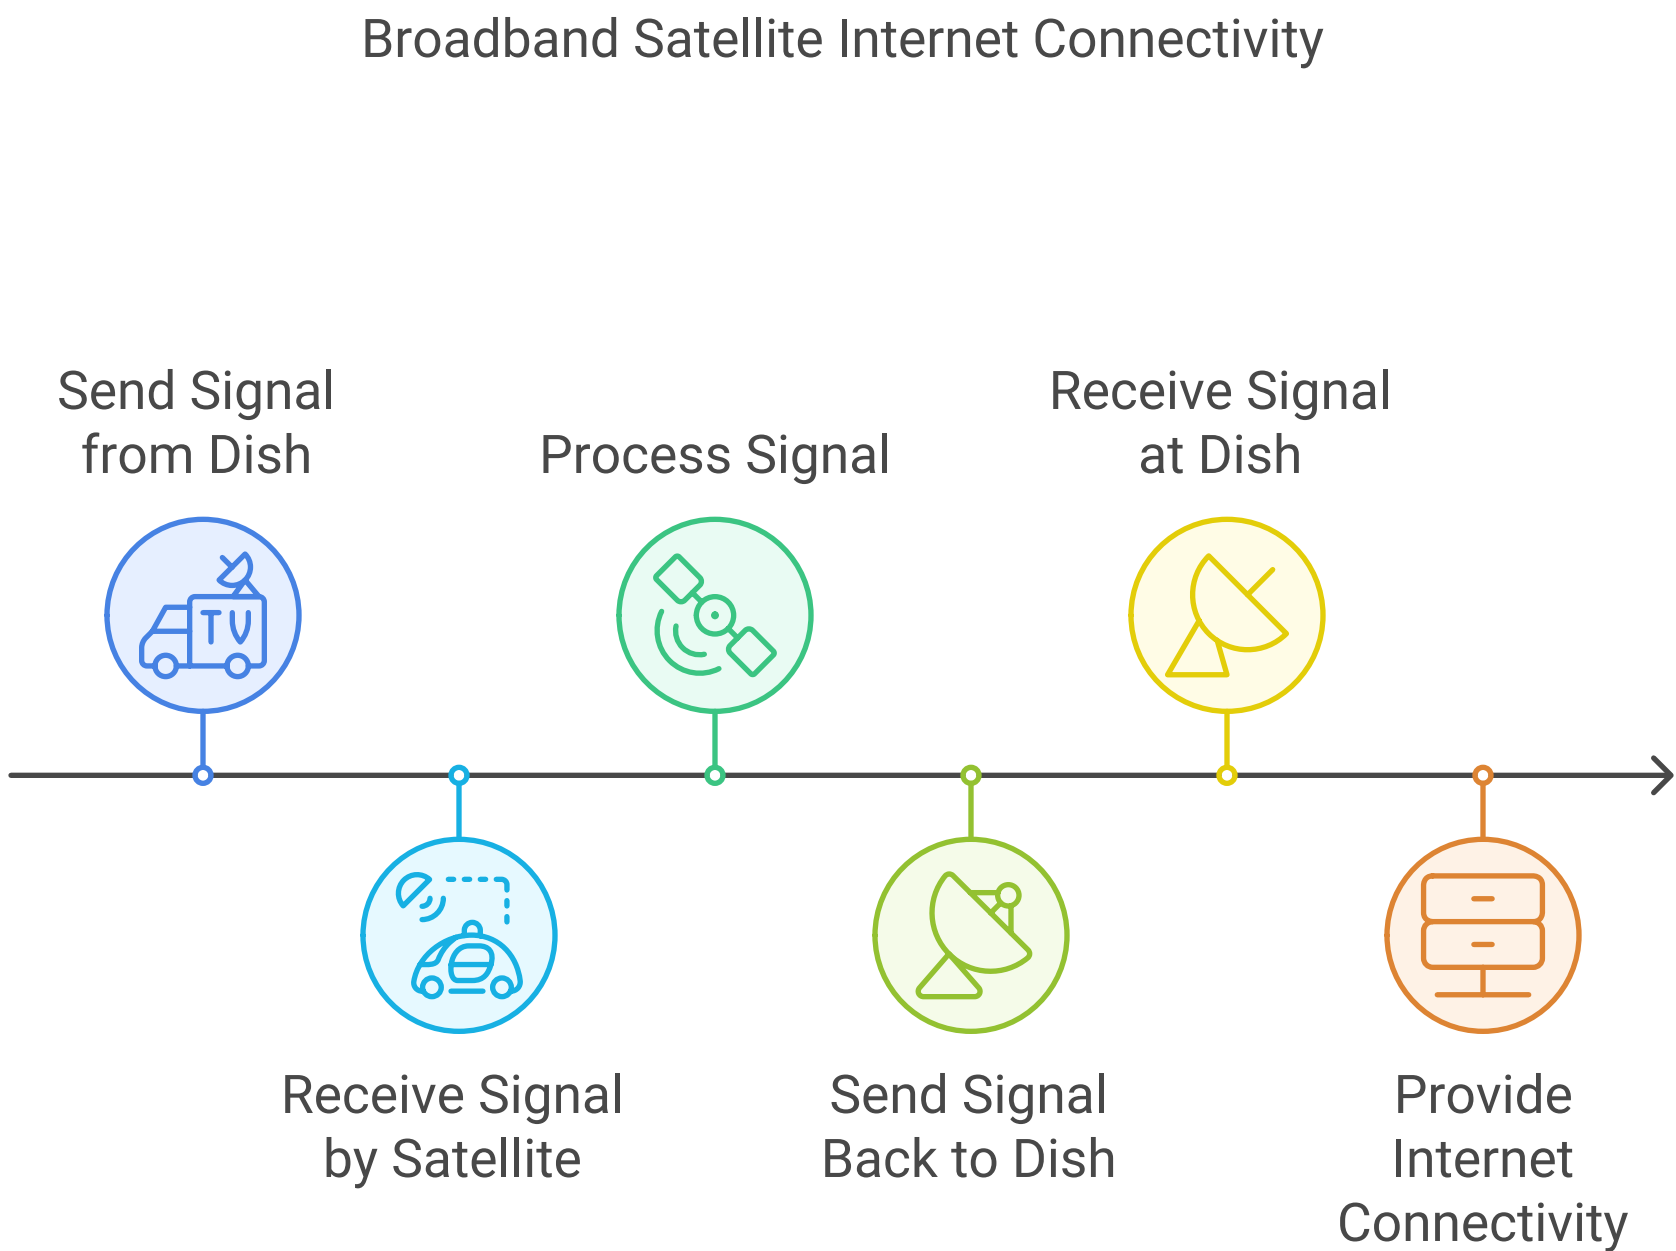 Broadband Satellite Internet Connectivity
Send Signal
from Dish
TV
Receive Signal
by Satellite
Process Signal
Send Signal
Back to Dish
Receive Signal
at Dish
Provide
Internet
Connectivity